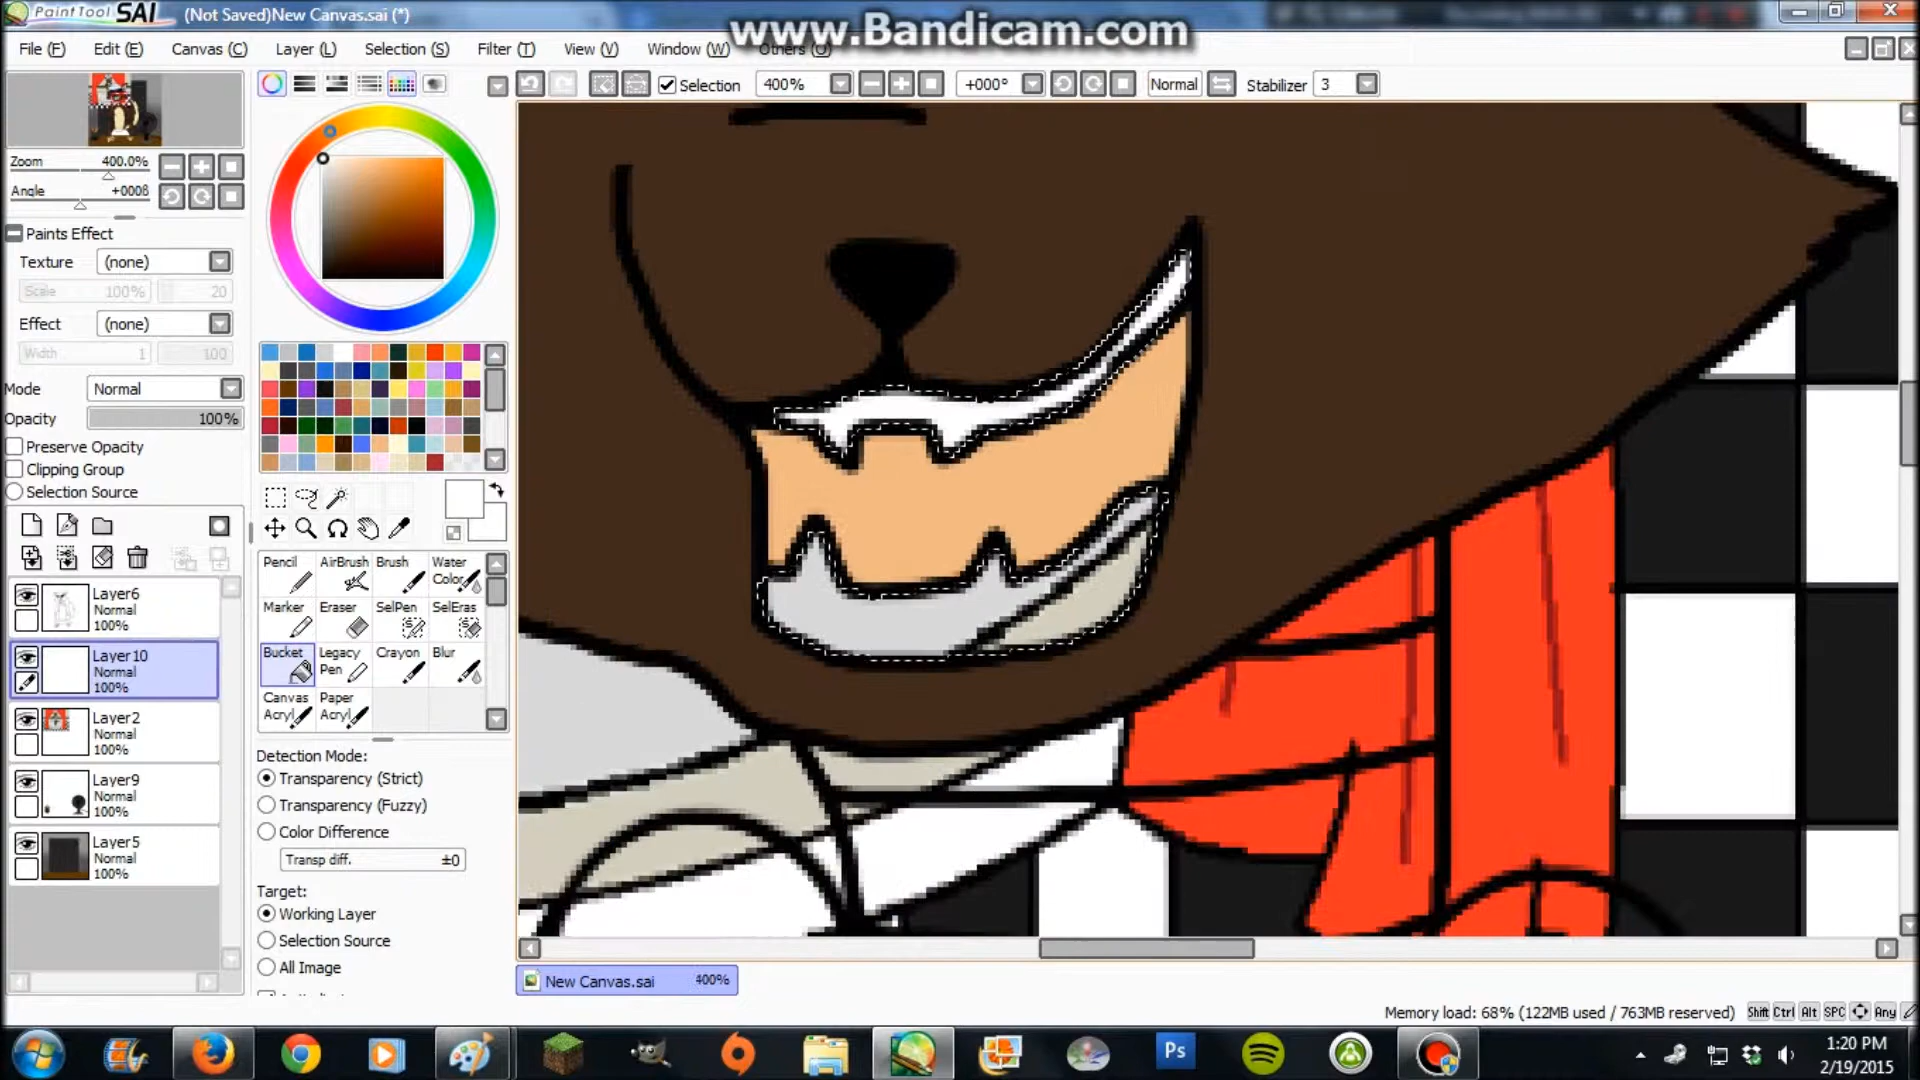 PaintTool SAI (Not Saved)New Canvas.sai (*)
www.Bandicam.com
File (F) Edit (E) Canvas (C) Layer (L) Selection (S) Filter (T) View (V) Window (W) Others (O)
Selection 400% +000° Normal Stabilizer 3
Zoom 400.0%
Angle +000ß
Paints Effect
Texture (none)
Scale 100% 20
Effect (none)
Width 1 100
Mode Normal
Opacity 100%
Preserve Opacity
Clipping Group
Selection Source
Layer6
Normal
100%
Layer10
Normal
100%
Layer2
Normal
100%
Layer9
Normal
100%
Layer5
Normal
100%
Pencil AirBrush Brush Water Color
Marker Eraser SelPen SelEras
Bucket Legacy Pen Crayon Blur
Canvas Acryl Paper Acryl
Detection Mode:
Transparency (Strict)
Transparency (Fuzzy)
Color Difference
Transp diff. ±0
Target:
Working Layer
Selection Source
All Image
New Canvas.sai 400%
Memory load: 68% (122MB used / 763MB reserved) Shift Ctrl Alt SPC Any
Ps
1:20 PM
2/19/2015